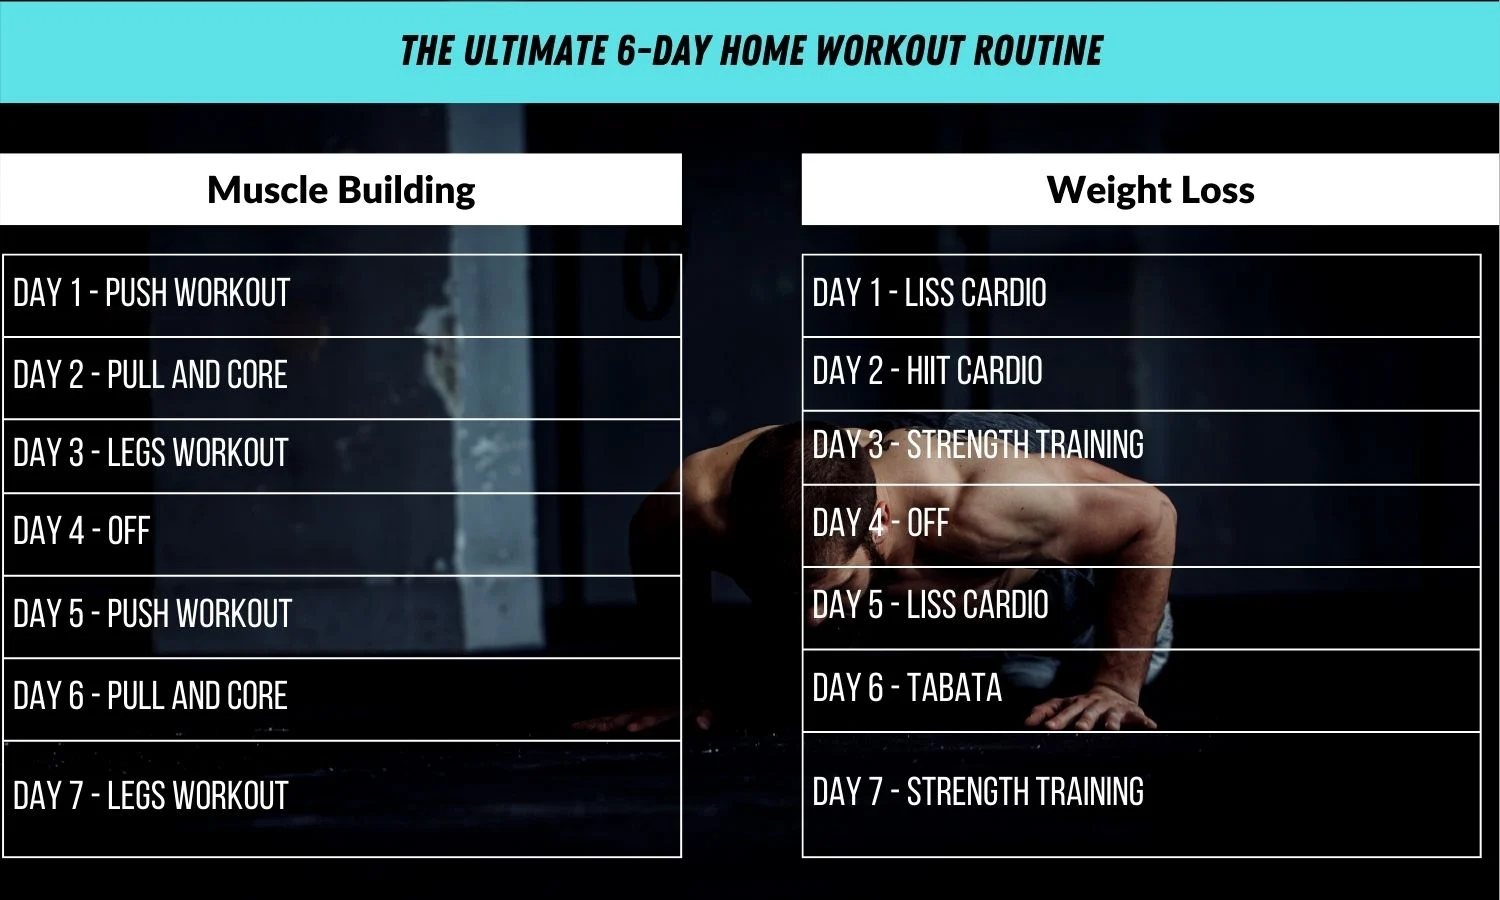 THE ULTIMATE 6-DAY HOME WORKOUT ROUTINE
Muscle Building
DAY 1 - PUSH WORKOUT
DAY 2 - PULL AND CORE
DAY 3 - LEGS WORKOUT
DAY 4 - OFF
DAY 5 - PUSH WORKOUT
DAY 6 - PULL AND CORE
DAY 7 - LEGS WORKOUT
Weight Loss
DAY 1 - LISS CARDIO
DAY 2 - HIIT CARDIO
DAY 3 - STRENGTH TRAINING
DAY 4 - OFF
DAY 5 - LISS CARDIO
DAY 6 - TABATA
DAY 7 - STRENGTH TRAINING